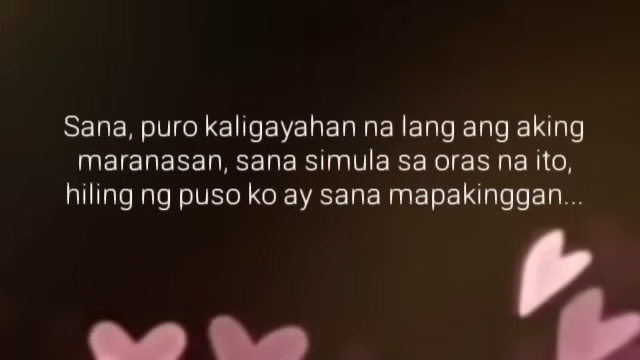 Sana, puro kaligayahan na lang ang aking
maranasan, sana simula sa oras na ito,
hiling ng puso ko ay sana mapakinggan...